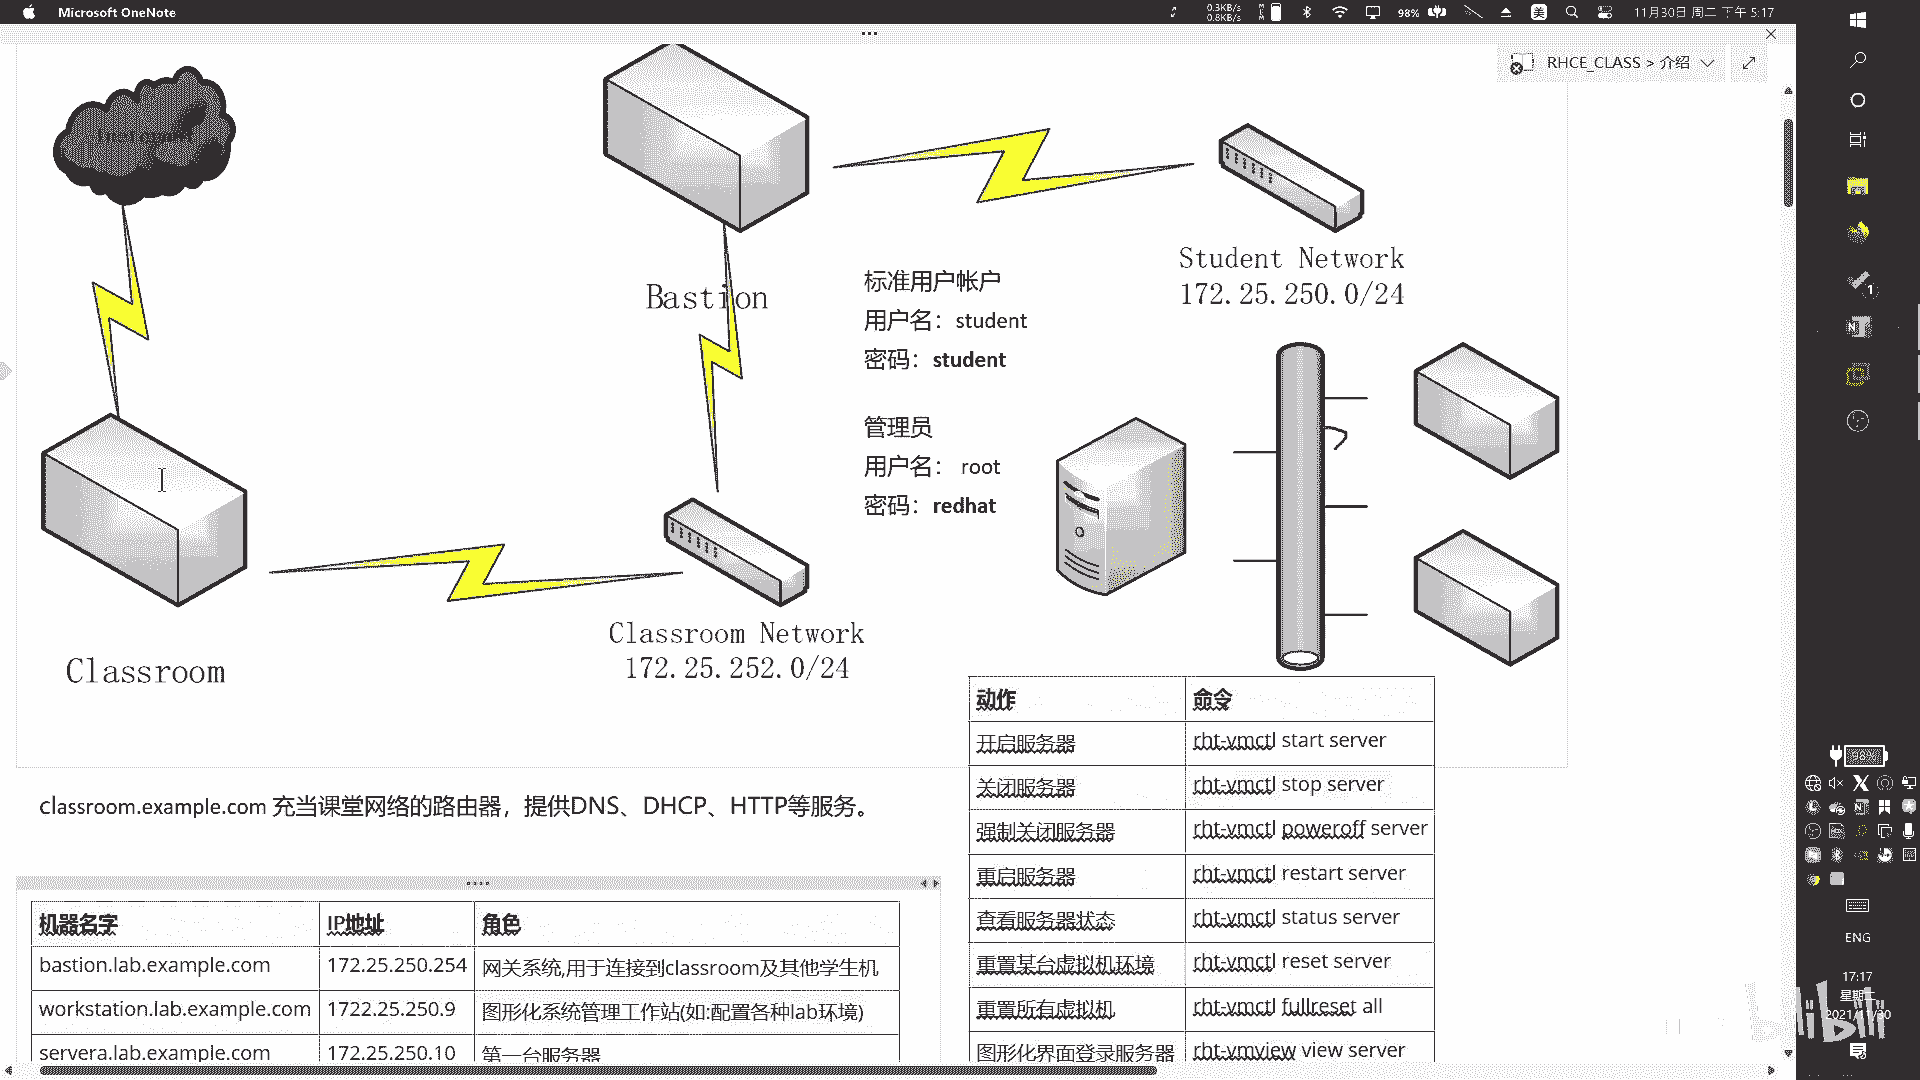 Microsoft OneNote
0.3KB/s
0.8KB/s
98%
美
11月30日 周二 下午 5:17
RHCE_CLASS > 介绍
Bastion
Student Network
172.25.250.0/24
标准用户帐户
用户名：student
密码：student
管理员
用户名： root
密码：redhat
Classroom
Classroom Network
172.25.252.0/24
classroom.example.com 充当课堂网络的路由器，提供DNS、DHCP、HTTP等服务。
动作 命令
开启服务器 rht-vmctl start server
关闭服务器 rht-vmctl stop server
强制关闭服务器 rht-vmctl poweroff server
重启服务器 rht-vmctl restart server
查看服务器状态 rht-vmctl status server
重置某台虚拟机环境 rht-vmctl reset server
重置所有虚拟机 rht-vmctl fullreset all
图形化界面登录服务器 rht-vmview view server
机器名字 IP地址 角色
bastion.lab.example.com 172.25.250.254 网关系统,用于连接到classroom及其他学生机
workstation.lab.example.com 1722.25.250.9 图形化系统管理工作站(如:配置各种lab环境)
servera.lab.example.com 172.25.250.10 第一台服务器
1
98%
ENG
17:17
2021/11/30
bilibili